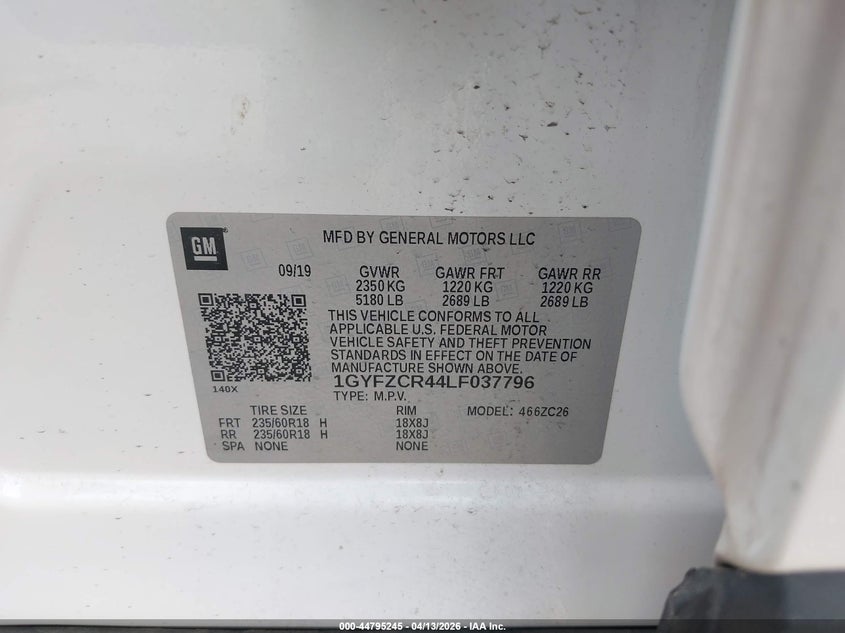 GM
MFD BY GENERAL MOTORS LLC
09/19 GVWR GAWR FRT GAWR RR
2350 KG 1220 KG 1220 KG
5180 LB 2689 LB 2689 LB
THIS VEHICLE CONFORMS TO ALL
APPLICABLE U.S. FEDERAL MOTOR
VEHICLE SAFETY AND THEFT PREVENTION
STANDARDS IN EFFECT ON THE DATE OF
MANUFACTURE SHOWN ABOVE.
140X
1GYFZCR44LF037796
TYPE: M.P.V.
TIRE SIZE RIM MODEL: 466ZC26
FRT 235/60R18 H 18X8J
RR 235/60R18 H 18X8J
SPA NONE NONE
000-44795245 - 04/13/2026 - IAA Inc.